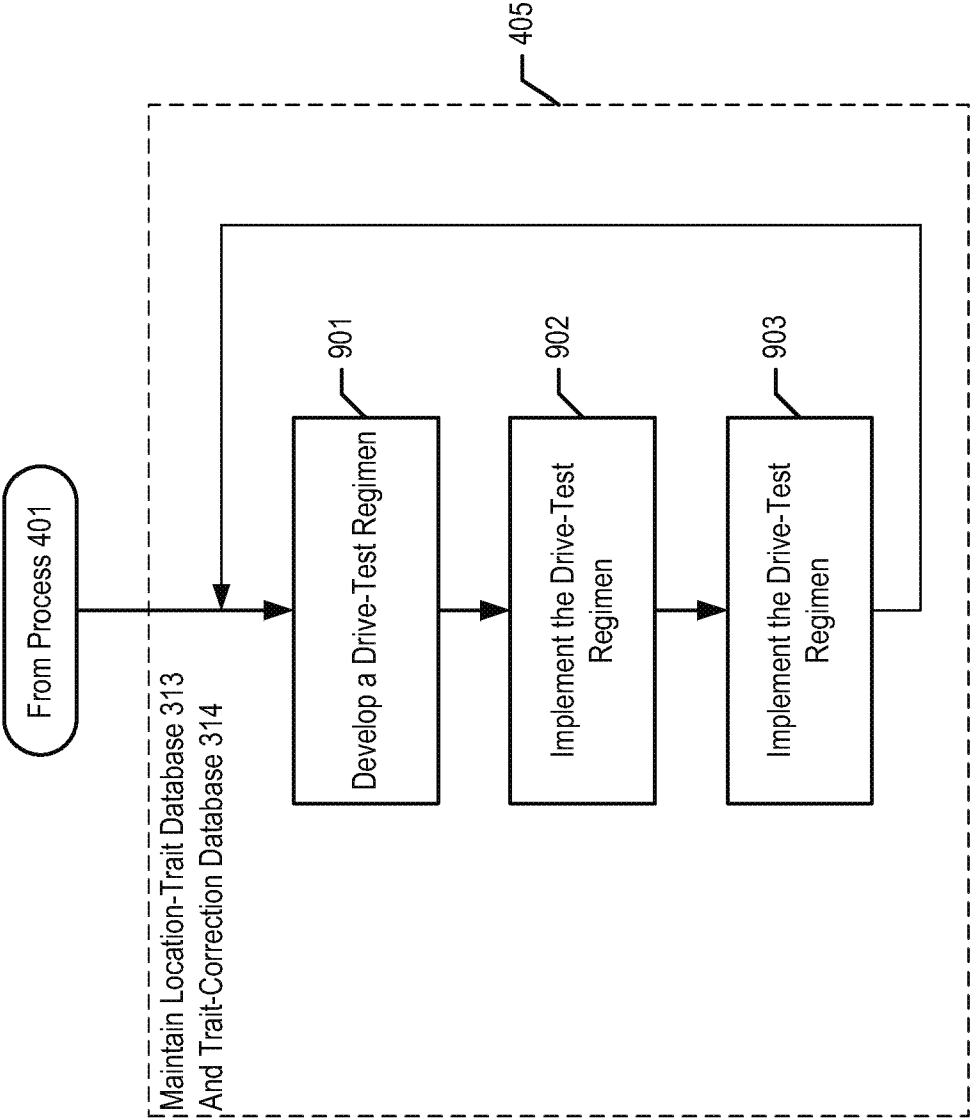 From Process 401
405
Maintain Location-Trait Database 313
And Trait-Correction Database 314
901
Develop a Drive-Test Regimen
902
Implement the Drive-Test
Regimen
903
Implement the Drive-Test
Regimen